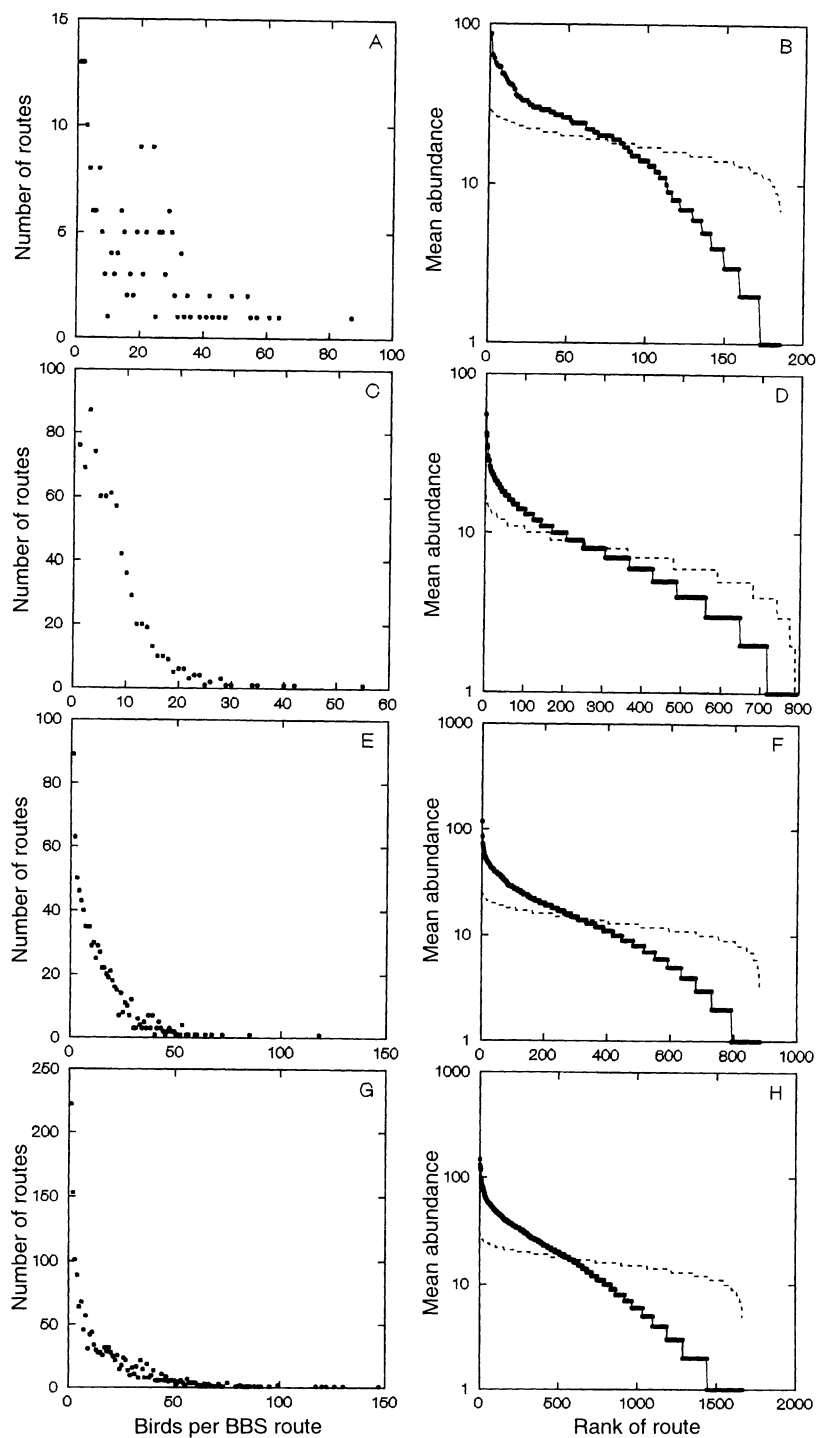 A
Number of routes
15
10
5
0
0 20 40 60 80 100
B
Mean abundance
100
10
1
0 50 100 150 200
C
Number of routes
100
80
60
40
20
0
0 10 20 30 40 50 60
D
Mean abundance
100
10
1
0 100 200 300 400 500 600 700 800
E
Number of routes
100
80
60
40
20
0
0 50 100 150
F
Mean abundance
1000
100
10
1
0 200 400 600 800 1000
G
Number of routes
250
200
150
100
50
0
0 50 100 150
Birds per BBS route
H
Mean abundance
1000
100
10
1
0 500 1000 1500 2000
Rank of route